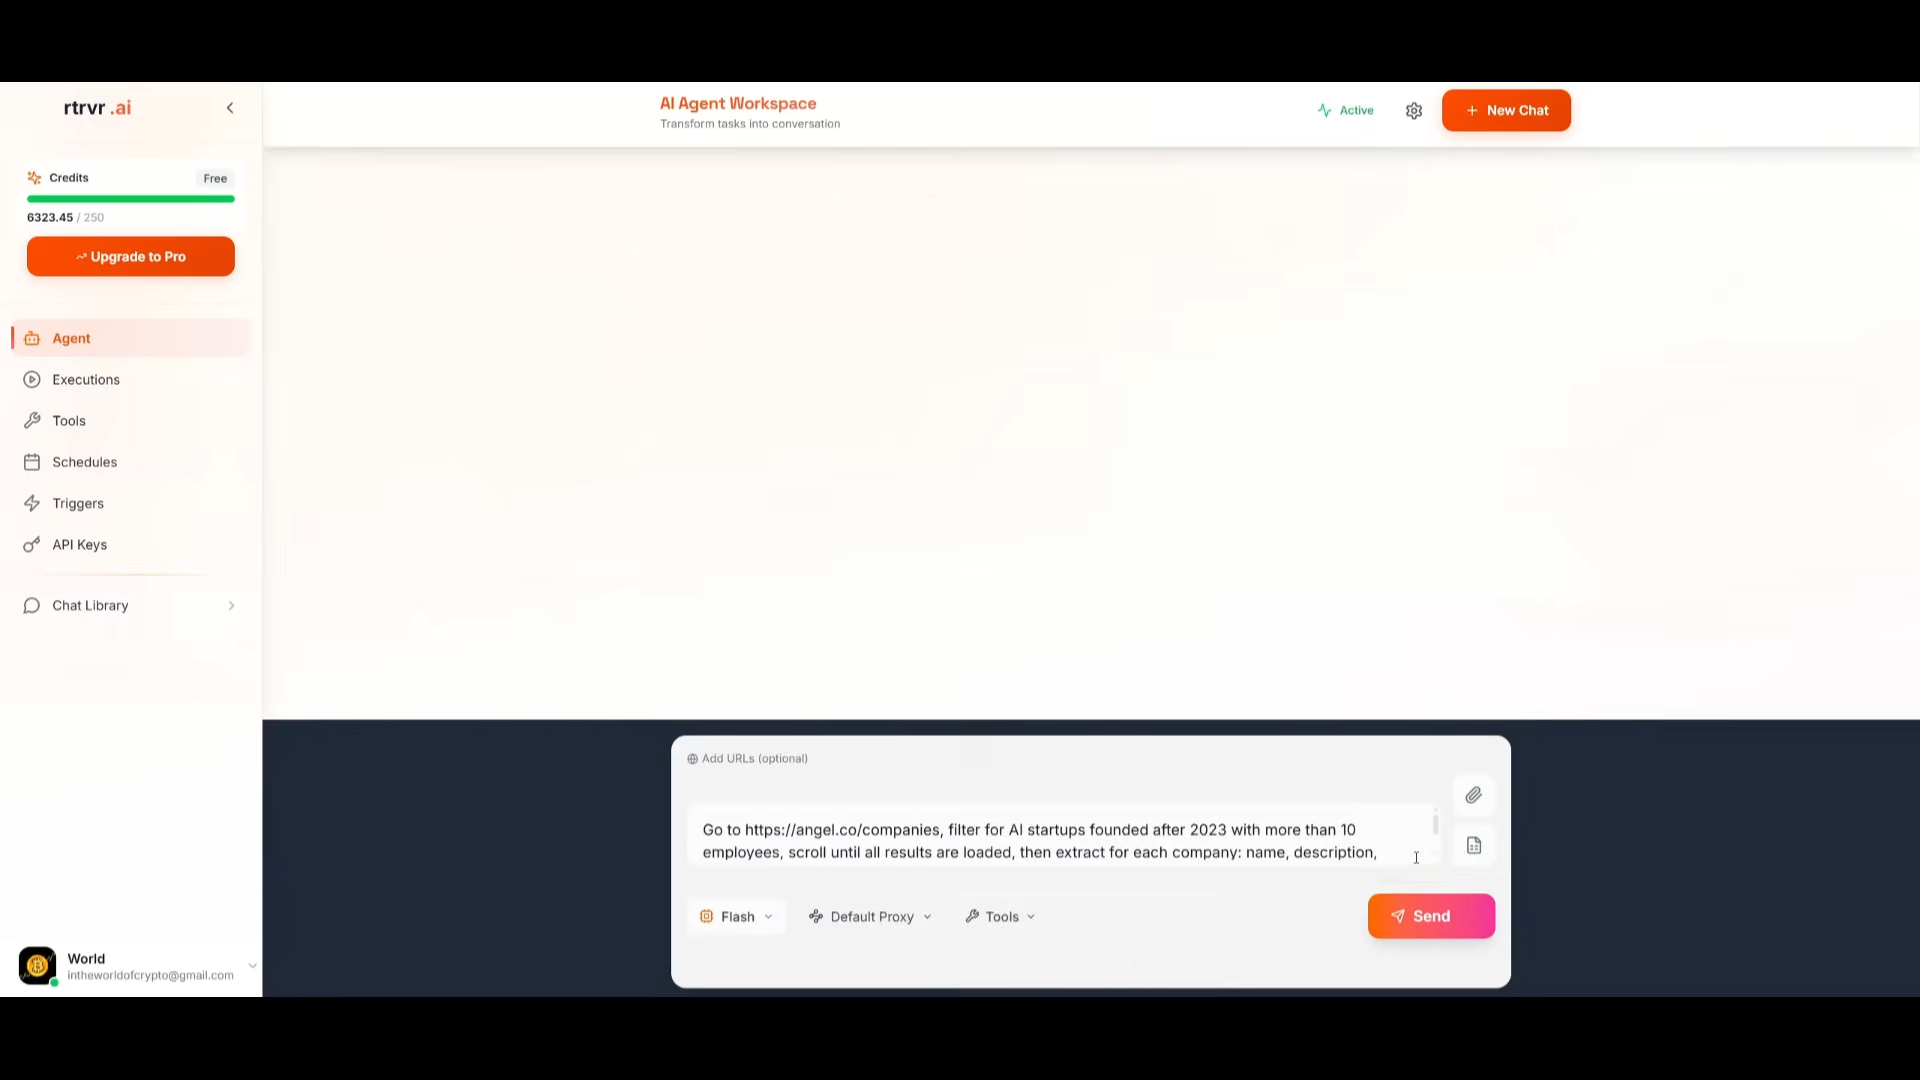 rtrvr.ai
Credits
Free
6323.45 / 250
Upgrade to Pro
Agent
Executions
Tools
Schedules
Triggers
API Keys
Chat Library
World
intheworldofcrypto@gmail.com
AI Agent Workspace
Transform tasks into conversation
Active
New Chat
Add URLs (optional)
Go to https://angel.co/companies, filter for AI startups founded after 2023 with more than 10
employees, scroll until all results are loaded, then extract for each company: name, description,
Flash
Default Proxy
Tools
Send